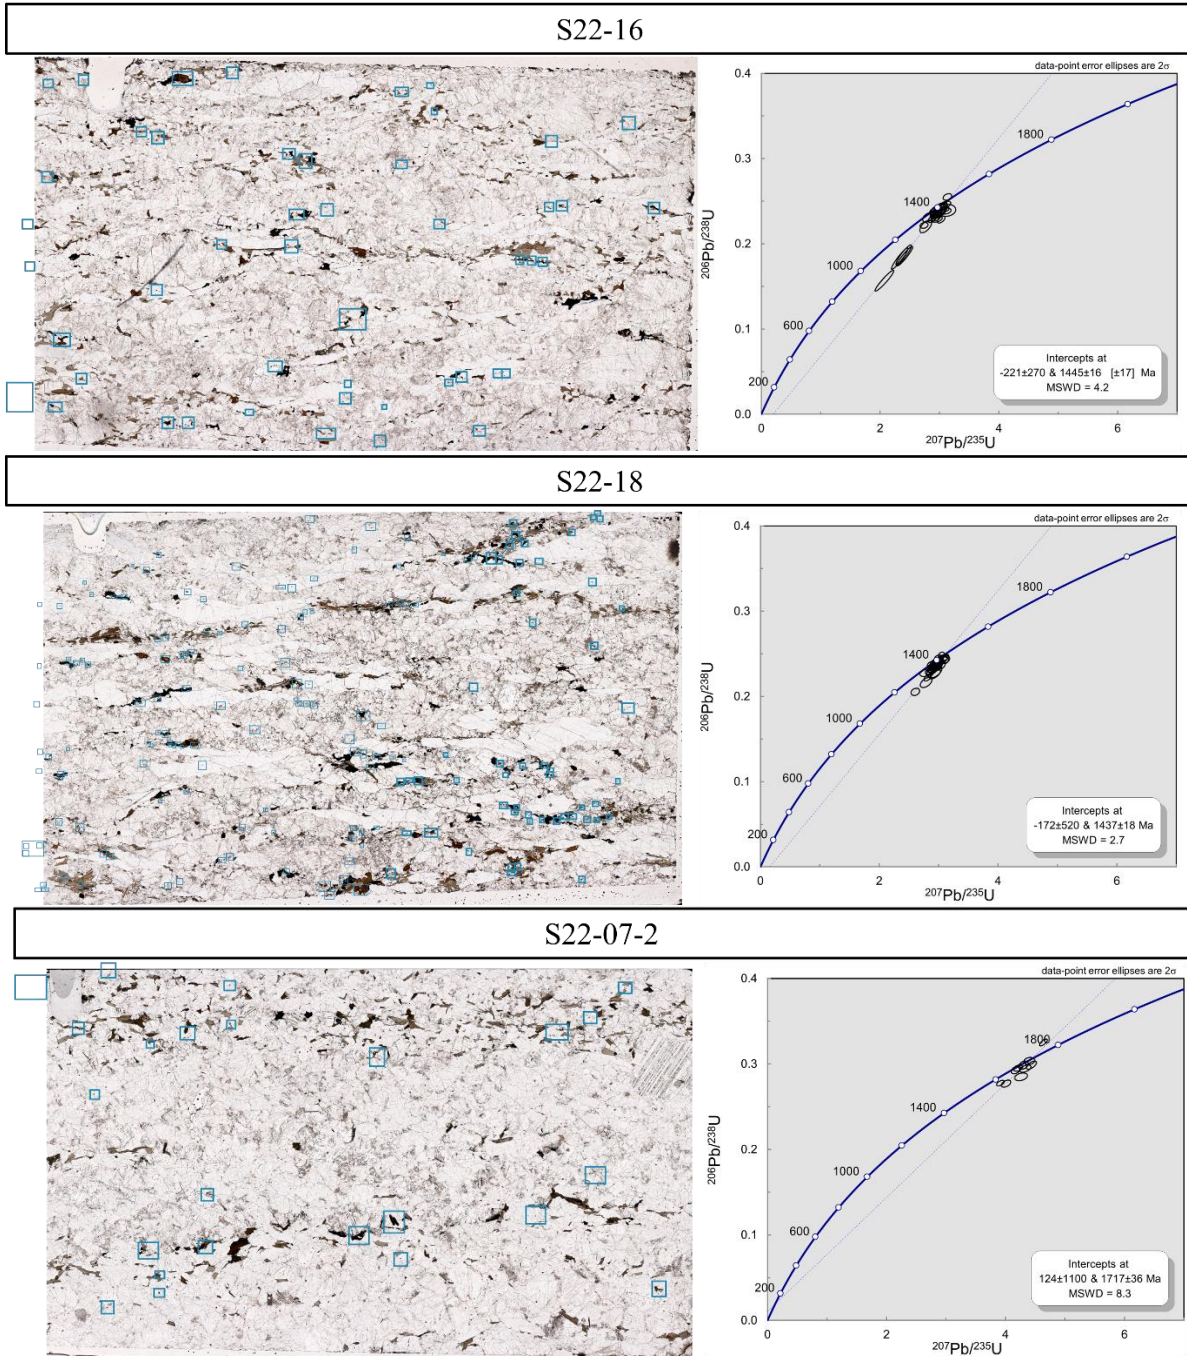 S22-16
data-point error ellipses are 2σ
0.4
0.3
0.2
0.1
0.0
²⁰⁶Pb/²³⁸U
1800
1400
1000
600
200
Intercepts at
-221±270 & 1445±16 [±17] Ma
MSWD = 4.2
0 2 4 6
²⁰⁷Pb/²³⁵U
S22-18
data-point error ellipses are 2σ
0.4
0.3
0.2
0.1
0.0
²⁰⁶Pb/²³⁸U
1800
1400
1000
600
200
Intercepts at
-172±520 & 1437±18 Ma
MSWD = 2.7
0 2 4 6
²⁰⁷Pb/²³⁵U
S22-07-2
data-point error ellipses are 2σ
0.4
0.3
0.2
0.1
0.0
²⁰⁶Pb/²³⁸U
1800
1400
1000
600
200
Intercepts at
124±1100 & 1717±36 Ma
MSWD = 8.3
0 2 4 6
²⁰⁷Pb/²³⁵U